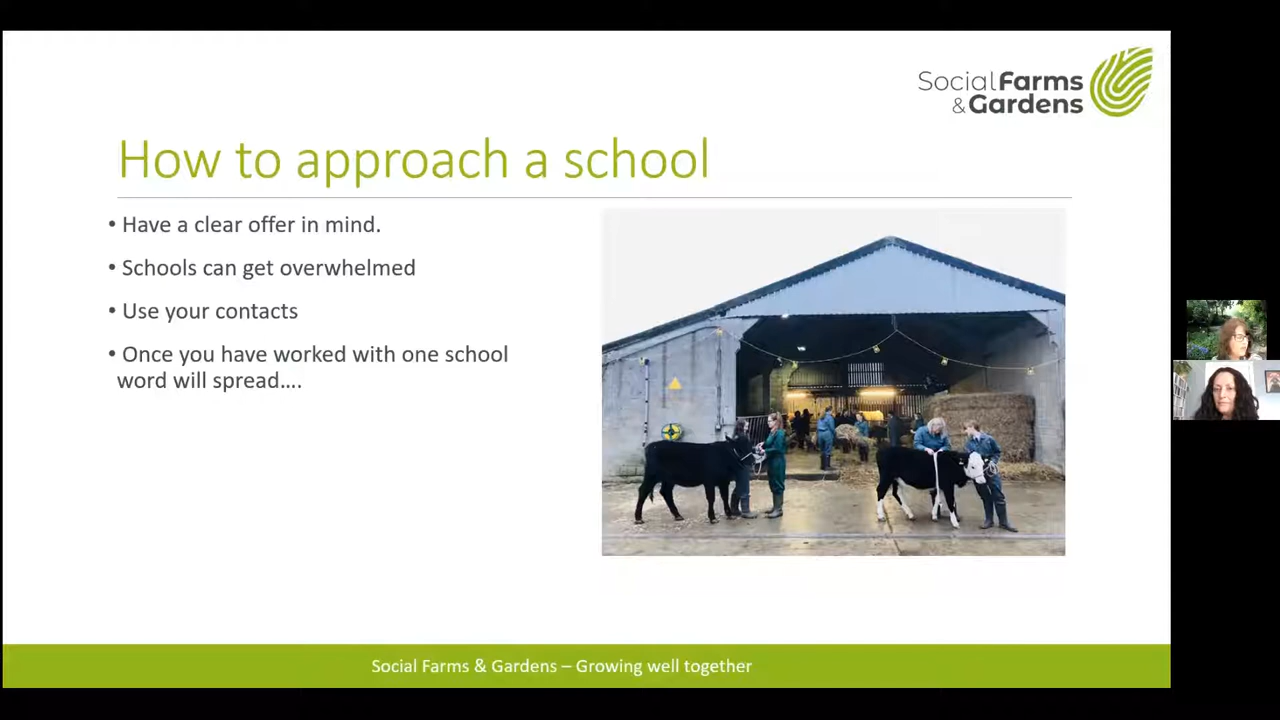 Social Farms
& Gardens
How to approach a school
• Have a clear offer in mind.
• Schools can get overwhelmed
• Use your contacts
• Once you have worked with one school
word will spread....
Social Farms & Gardens – Growing well together